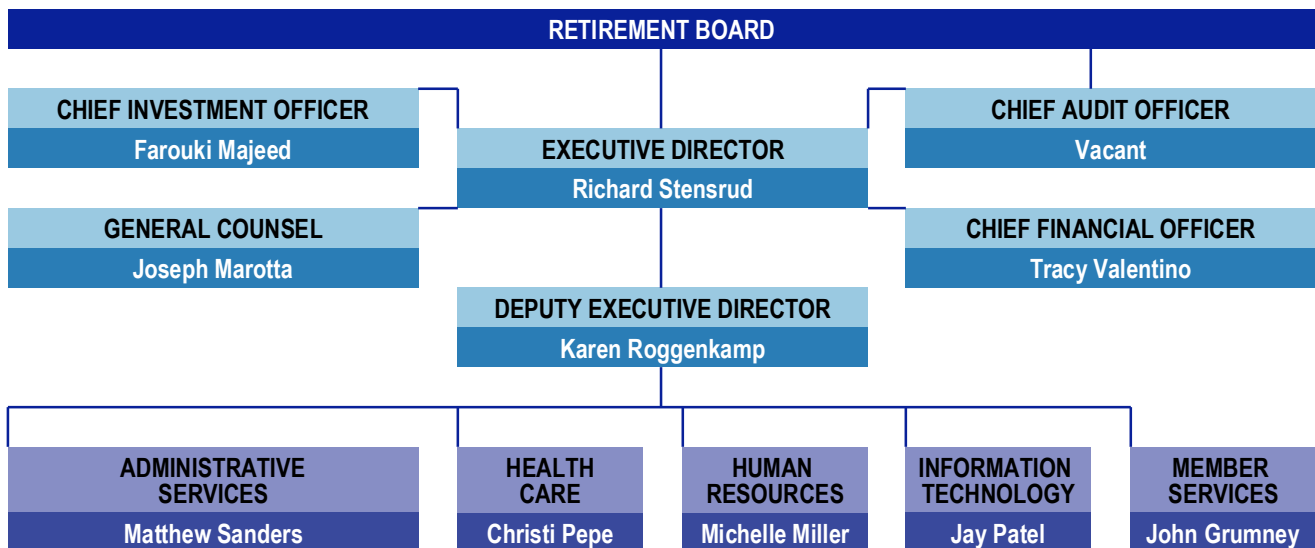 RETIREMENT BOARD
CHIEF INVESTMENT OFFICER
Farouki Majeed
CHIEF AUDIT OFFICER
Vacant
EXECUTIVE DIRECTOR
Richard Stensrud
GENERAL COUNSEL
Joseph Marotta
CHIEF FINANCIAL OFFICER
Tracy Valentino
DEPUTY EXECUTIVE DIRECTOR
Karen Roggenkamp
ADMINISTRATIVE
SERVICES
Matthew Sanders
HEALTH
CARE
Christi Pepe
HUMAN
RESOURCES
Michelle Miller
INFORMATION
TECHNOLOGY
Jay Patel
MEMBER
SERVICES
John Grumney